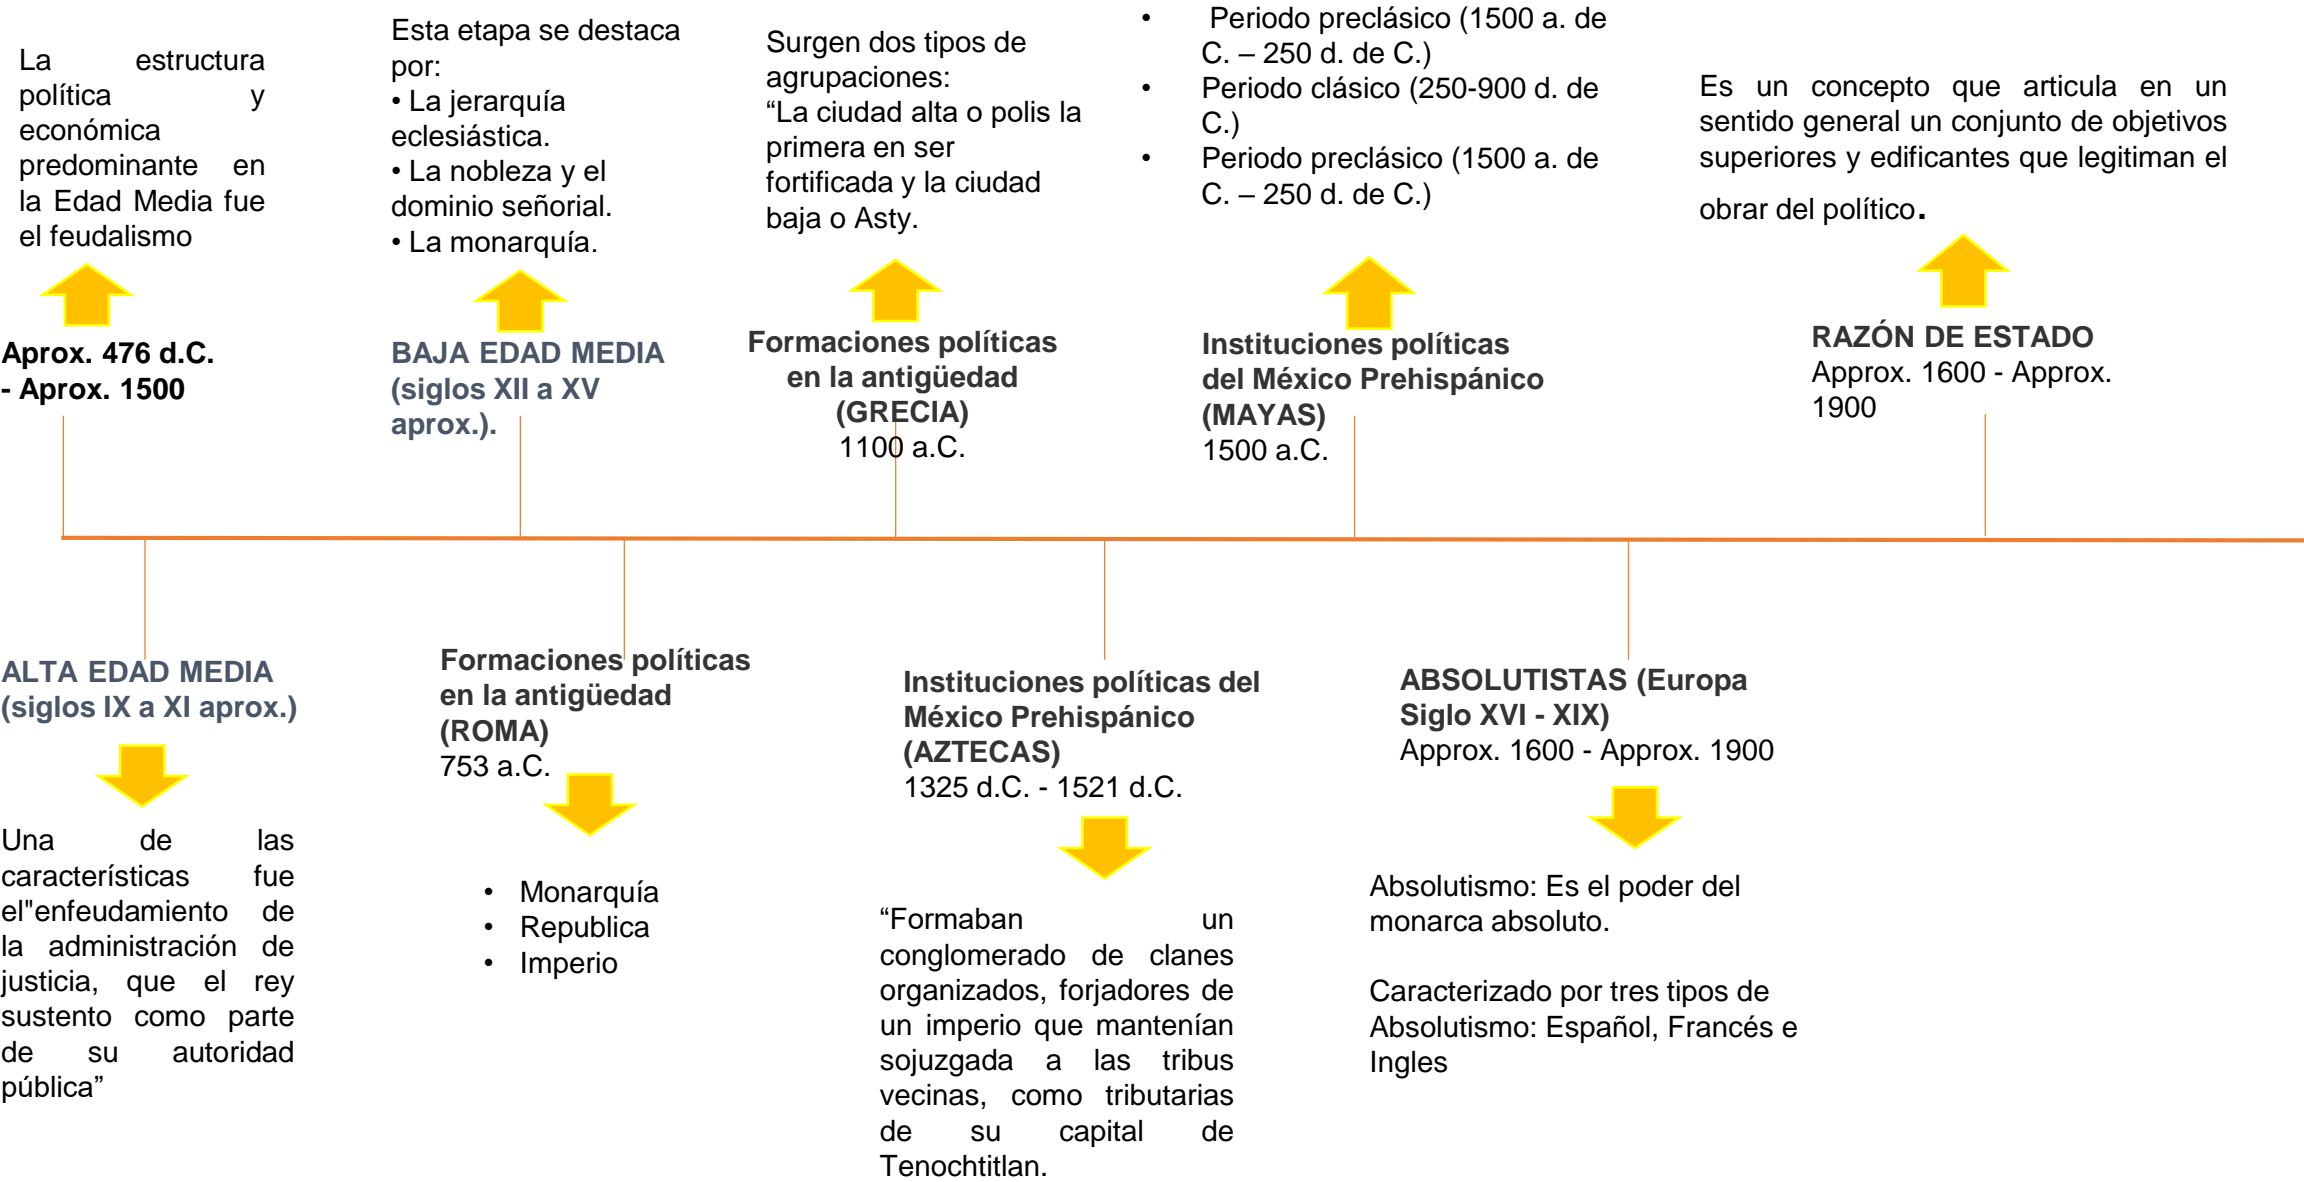 La estructura
política y
económica
predominante en
la Edad Media fue
el feudalismo
Aprox. 476 d.C.
- Aprox. 1500
Esta etapa se destaca
por:
• La jerarquía
eclesiástica.
• La nobleza y el
dominio señorial.
• La monarquía.
BAJA EDAD MEDIA
(siglos XII a XV
aprox.).
Surgen dos tipos de
agrupaciones:
“La ciudad alta o polis la
primera en ser
fortificada y la ciudad
baja o Asty.
Formaciones políticas
en la antigüedad
(GRECIA)
1100 a.C.
• Periodo preclásico (1500 a. de
C. – 250 d. de C.)
• Periodo clásico (250-900 d. de
C.)
• Periodo preclásico (1500 a. de
C. – 250 d. de C.)
Instituciones políticas
del México Prehispánico
(MAYAS)
1500 a.C.
Es un concepto que articula en un
sentido general un conjunto de objetivos
superiores y edificantes que legitiman el
obrar del político.
RAZÓN DE ESTADO
Approx. 1600 - Approx.
1900
ALTA EDAD MEDIA
(siglos IX a XI aprox.)
Una de las
características fue
el"enfeudamiento de
la administración de
justicia, que el rey
sustento como parte
de su autoridad
pública”
Formaciones políticas
en la antigüedad
(ROMA)
753 a.C.
• Monarquía
• Republica
• Imperio
Instituciones políticas del
México Prehispánico
(AZTECAS)
1325 d.C. - 1521 d.C.
“Formaban un
conglomerado de clanes
organizados, forjadores de
un imperio que mantenían
sojuzgada a las tribus
vecinas, como tributarias
de su capital de
Tenochtitlan.
ABSOLUTISTAS (Europa
Siglo XVI - XIX)
Approx. 1600 - Approx. 1900
Absolutismo: Es el poder del
monarca absoluto.
Caracterizado por tres tipos de
Absolutismo: Español, Francés e
Ingles